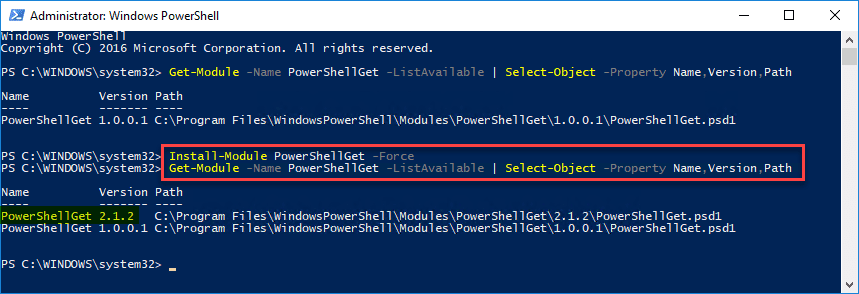 Administrator: Windows PowerShell
Windows PowerShell
Copyright (C) 2016 Microsoft Corporation. All rights reserved.
PS C:\WINDOWS\system32> Get-Module -Name PowerShellGet -ListAvailable | Select-Object -Property Name,Version,Path
Name          Version Path
----          ------- ----
PowerShellGet 1.0.0.1 C:\Program Files\WindowsPowerShell\Modules\PowerShellGet\1.0.0.1\PowerShellGet.psd1
PS C:\WINDOWS\system32> Install-Module PowerShellGet -Force
PS C:\WINDOWS\system32> Get-Module -Name PowerShellGet -ListAvailable | Select-Object -Property Name,Version,Path
Name          Version Path
----          ------- ----
PowerShellGet 2.1.2   C:\Program Files\WindowsPowerShell\Modules\PowerShellGet\2.1.2\PowerShellGet.psd1
PowerShellGet 1.0.0.1 C:\Program Files\WindowsPowerShell\Modules\PowerShellGet\1.0.0.1\PowerShellGet.psd1
PS C:\WINDOWS\system32> _